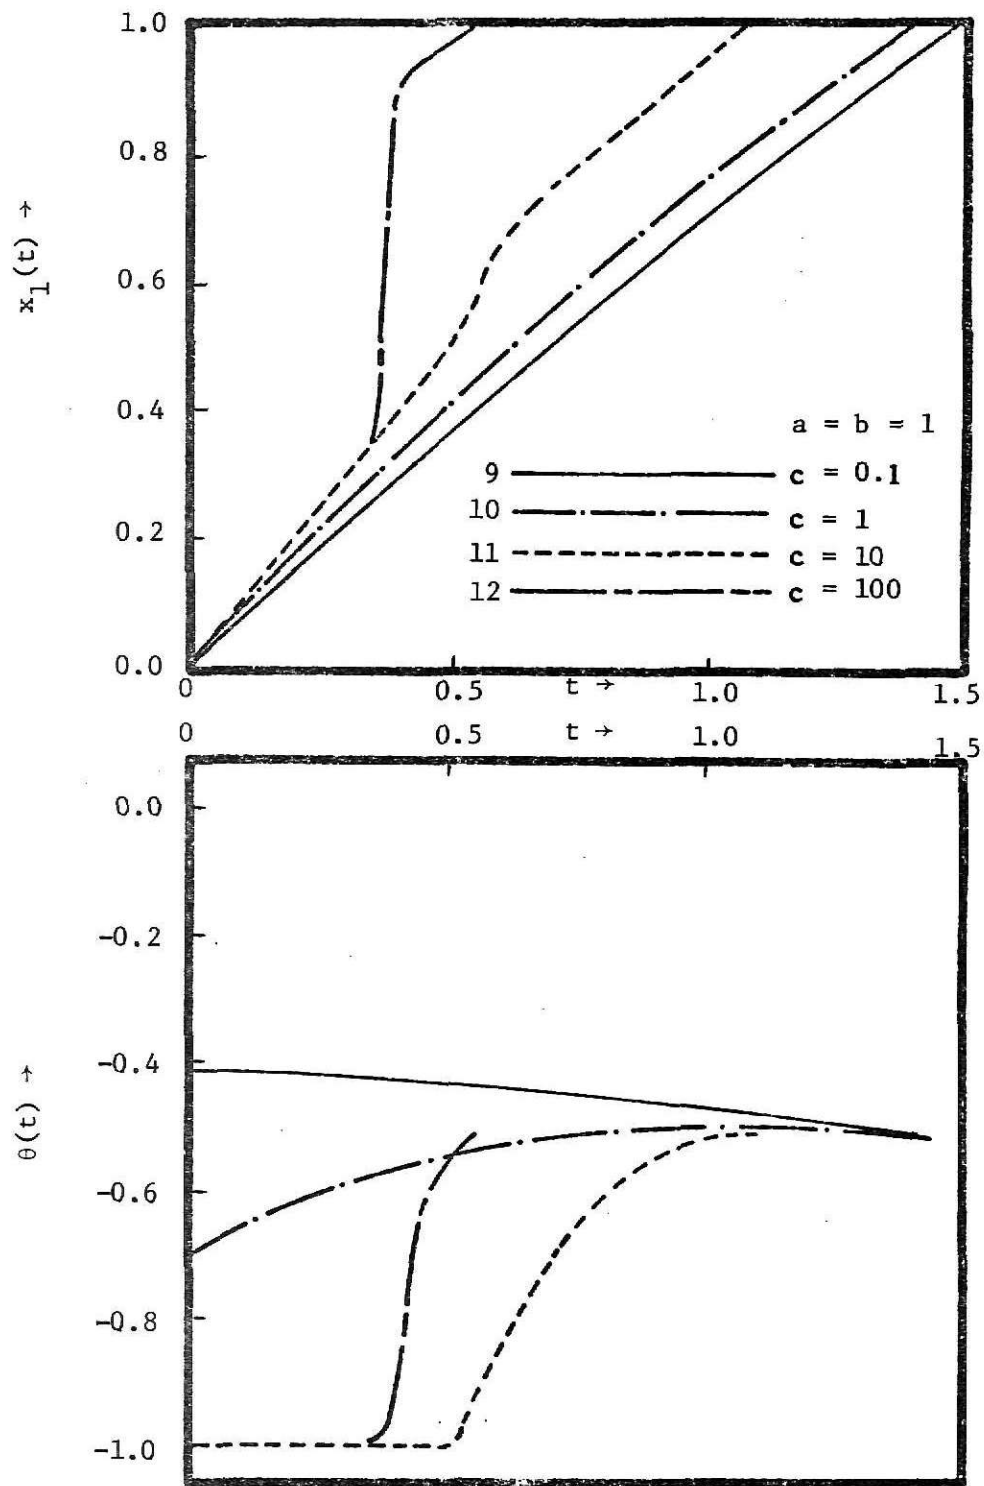 1.0
0.8
0.6
0.4
0.2
0.0
x1(t) →
a = b = 1
9 c = 0.1
10 c = 1
11 c = 10
12 c = 100
0 0.5 t → 1.0 1.5
0 0.5 t → 1.0 1.5
0.0
-0.2
-0.4
-0.6
-0.8
-1.0
θ(t) →